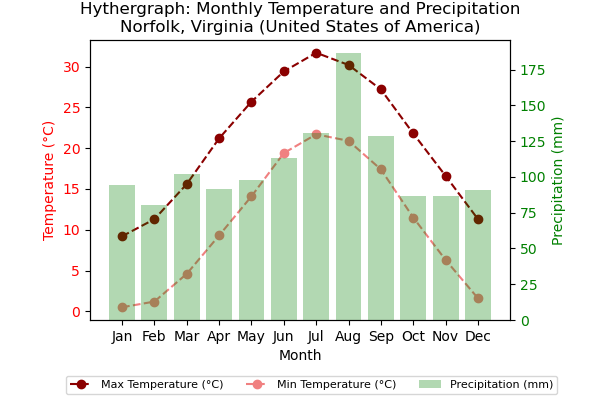 Hythergraph: Monthly Temperature and Precipitation
Norfolk, Virginia (United States of America)
Temperature (°C)
30
25
20
15
10
5
0
175
150
125
100
75
50
25
0
Precipitation (mm)
Jan Feb Mar Apr May Jun Jul Aug Sep Oct Nov Dec
Month
Max Temperature (°C) Min Temperature (°C) Precipitation (mm)